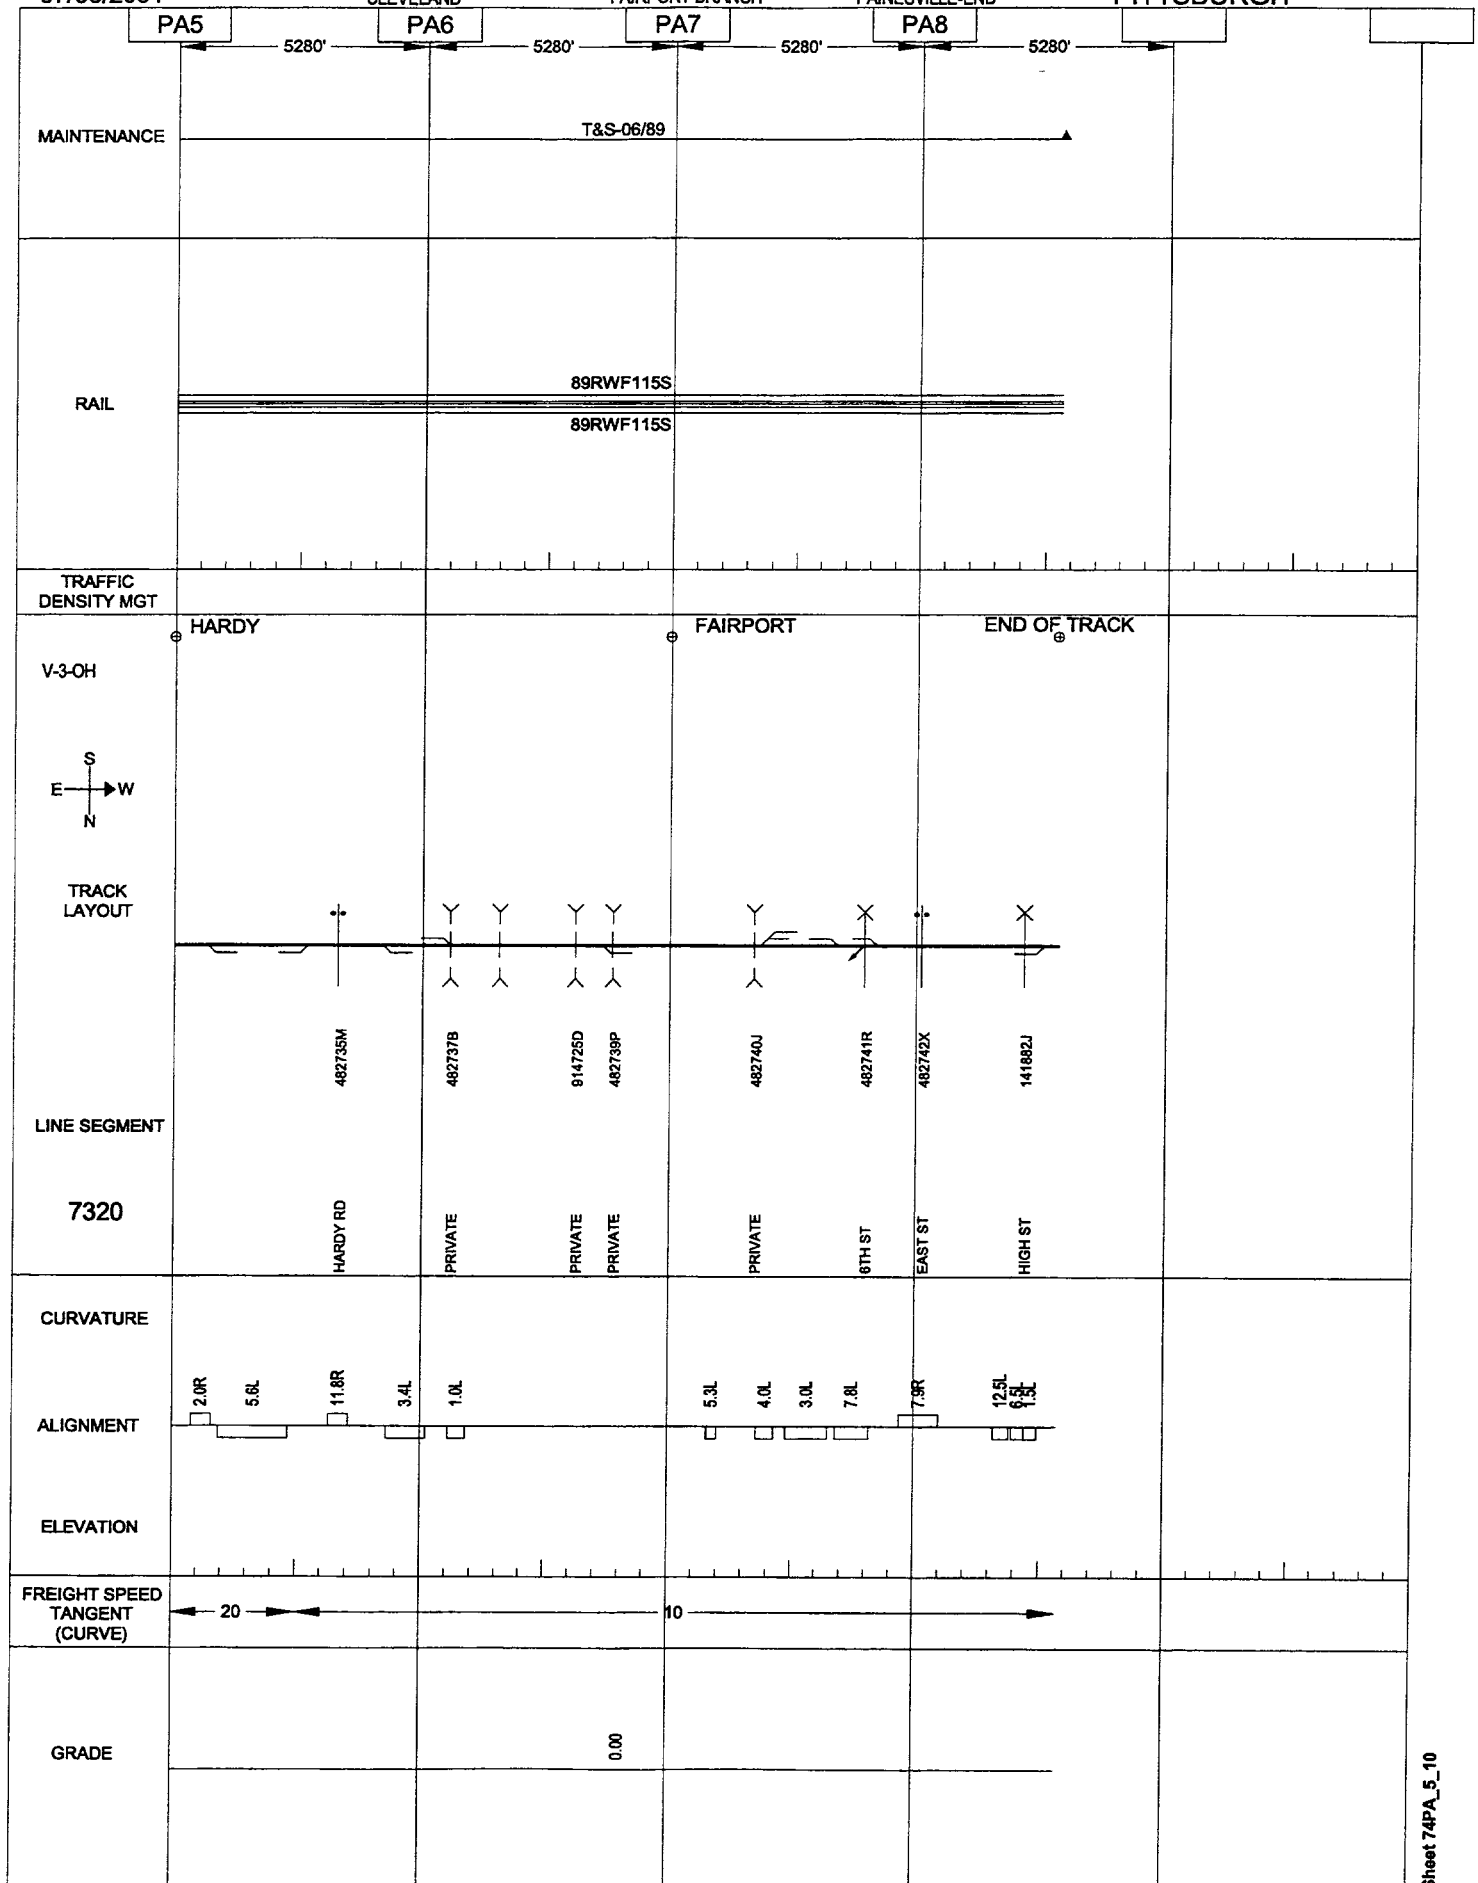 PA5 PA6 PA7 PA8
5280' 5280' 5280' 5280'
MAINTENANCE
T&S-06/89
RAIL
89RWF115S
89RWF115S
TRAFFIC
DENSITY MGT
HARDY FAIRPORT END OF TRACK
V-3-OH
S
E W
N
TRACK
LAYOUT
482735M 482737B 914725D 482739P 482740J 482741R 482742X 141882J
LINE SEGMENT
7320
HARDY RD PRIVATE PRIVATE PRIVATE PRIVATE 6TH ST EAST ST HIGH ST
CURVATURE
2.0R 5.6L 11.8R 3.4L 1.0L 5.3L 4.0L 3.0L 7.8L 7.9R 12.5L 6.5L 1.5L
ALIGNMENT
ELEVATION
FREIGHT SPEED
TANGENT
(CURVE)
20 10
GRADE
0.00
Sheet 74PA_5_10